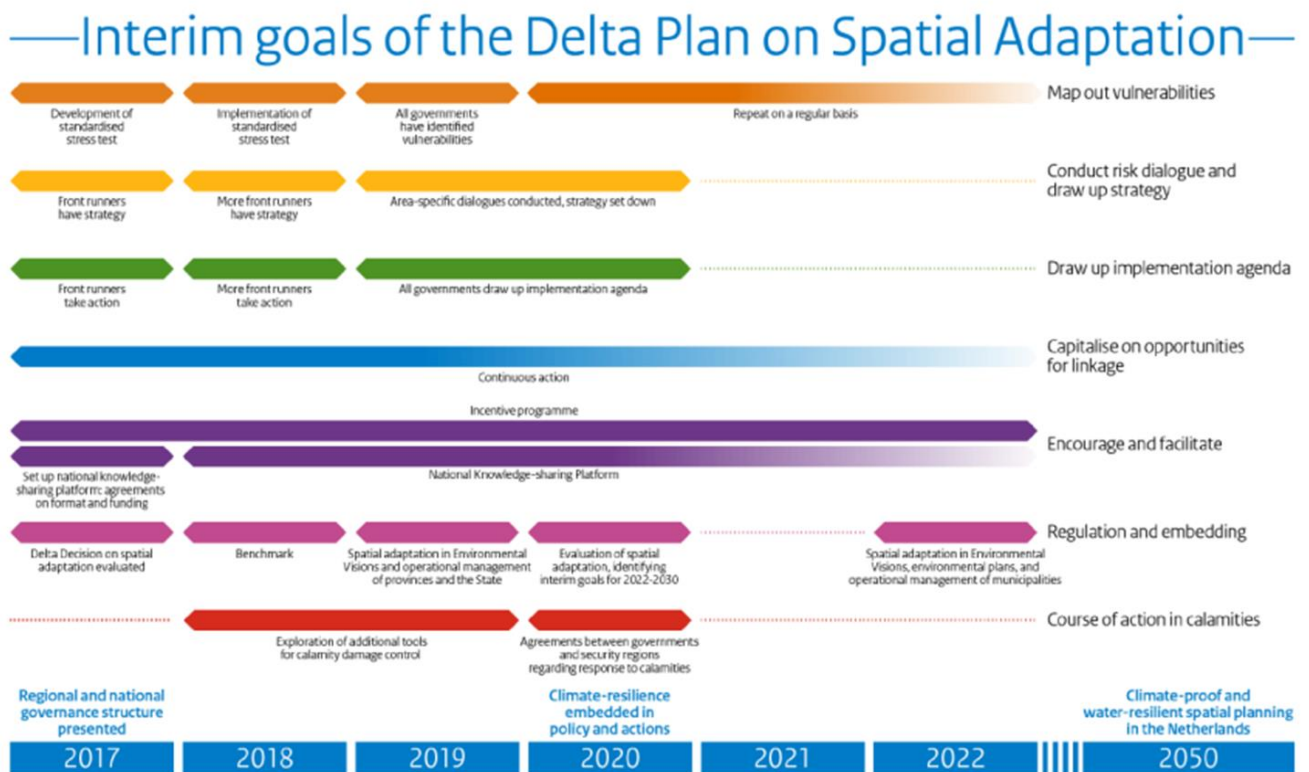 Interim goals of the Delta Plan on Spatial Adaptation
Map out vulnerabilities
Development of
standardised
stress test
Implementation of
standardised
stress test
All governments
have identified
vulnerabilities
Repeat on a regular basis
Conduct risk dialogue and
draw up strategy
Front runners
have strategy
More front runners
have strategy
Area-specific dialogues conducted, strategy set down
Draw up implementation agenda
Front runners
take action
More front runners
take action
All governments draw up implementation agenda
Capitalise on opportunities
for linkage
Continuous action
Incentive programme
Encourage and facilitate
Set up national knowledge-
sharing platform: agreements
on format and funding
National Knowledge-sharing Platform
Regulation and embedding
Delta Decision on spatial
adaptation evaluated
Benchmark
Spatial adaptation in Environmental
Visions and operational management
of provinces and the State
Evaluation of spatial
adaptation, identifying
interim goals for 2022-2030
Spatial adaptation in Environmental
Visions, environmental plans, and
operational management of municipalities
Course of action in calamities
Exploration of additional tools
for calamity damage control
Agreements between governments
and security regions
regarding response to calamities
Regional and national
governance structure
presented
Climate-resilience
embedded in
policy and actions
Climate-proof and
water-resilient spatial planning
in the Netherlands
2017
2018
2019
2020
2021
2022
2050